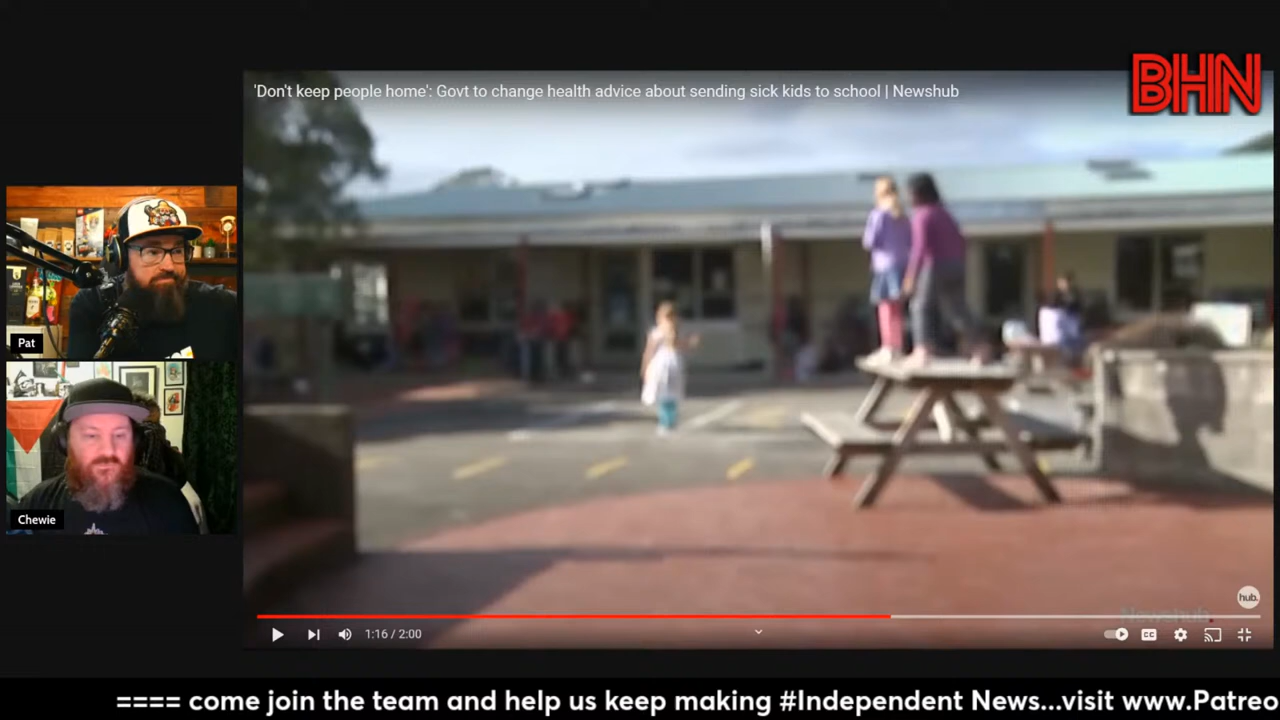 BHN
'Don't keep people home': Govt to change health advice about sending sick kids to school | Newshub
Pat
Chewie
hub.
Newshub.
1:16 / 2:00
CC
==== come join the team and help us keep making #Independent News...visit www.Patreo